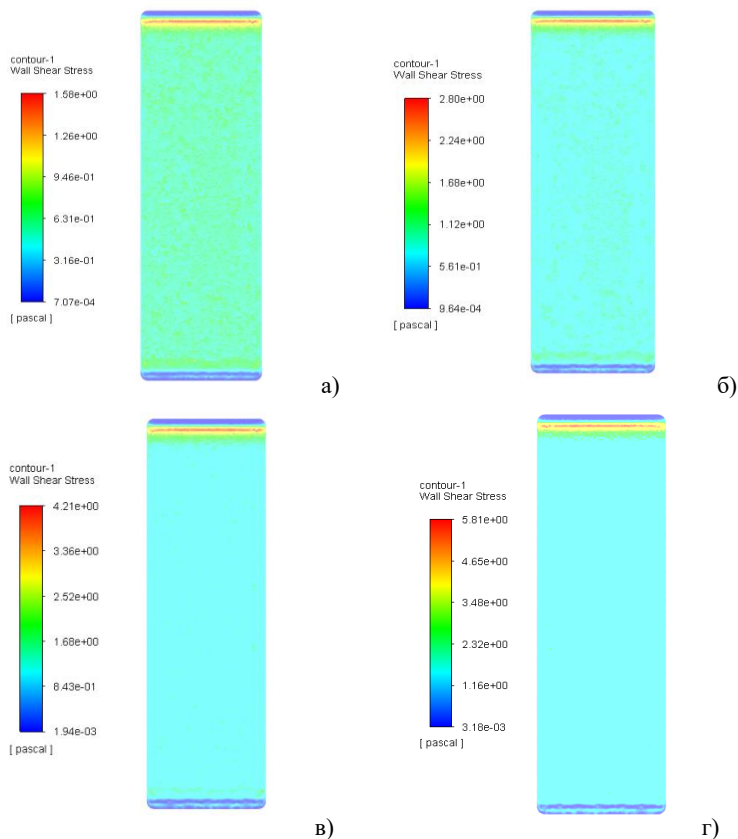 contour-1
Wall Shear Stress
1.58e+00
1.26e+00
9.46e-01
6.31e-01
3.16e-01
7.07e-04
[ pascal ]
а)
contour-1
Wall Shear Stress
2.80e+00
2.24e+00
1.68e+00
1.12e+00
5.61e-01
9.64e-04
[ pascal ]
б)
contour-1
Wall Shear Stress
4.21e+00
3.36e+00
2.52e+00
1.68e+00
8.43e-01
1.94e-03
[ pascal ]
в)
contour-1
Wall Shear Stress
5.81e+00
4.65e+00
3.48e+00
2.32e+00
1.16e+00
3.18e-03
[ pascal ]
г)